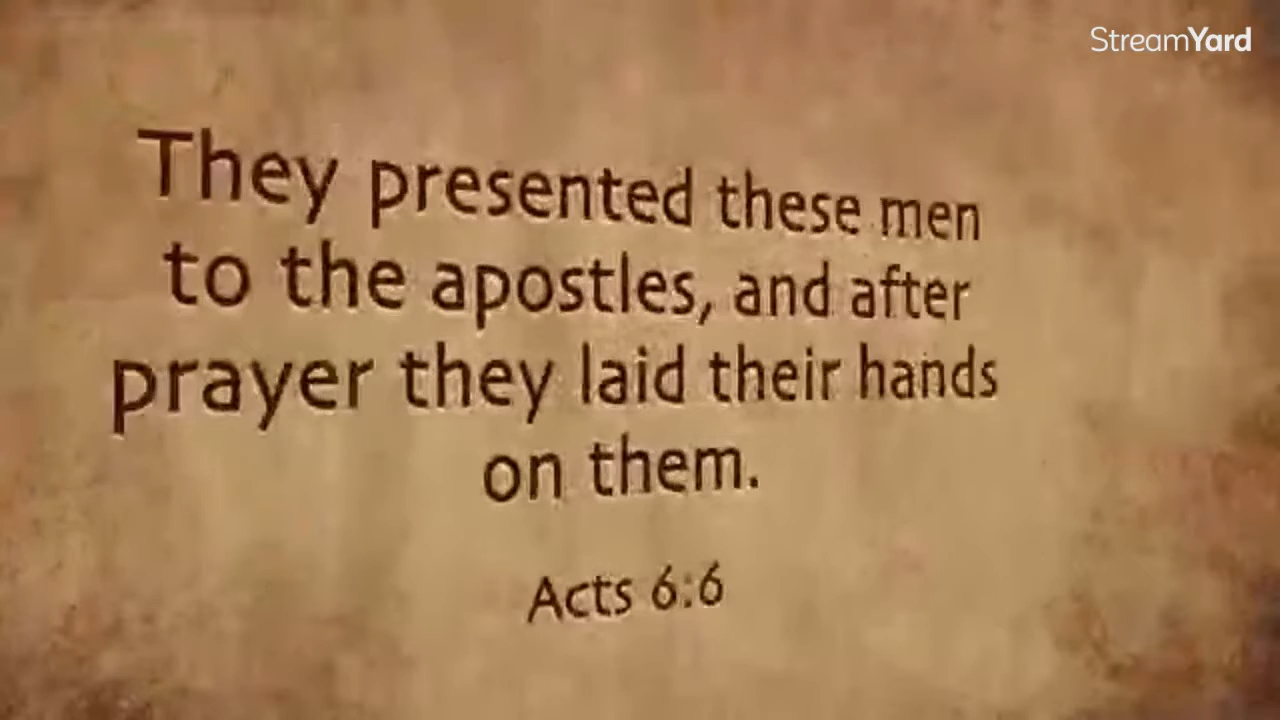 StreamYard
They presented these men
to the apostles, and after
prayer they laid their hands
on them.
Acts 6:6